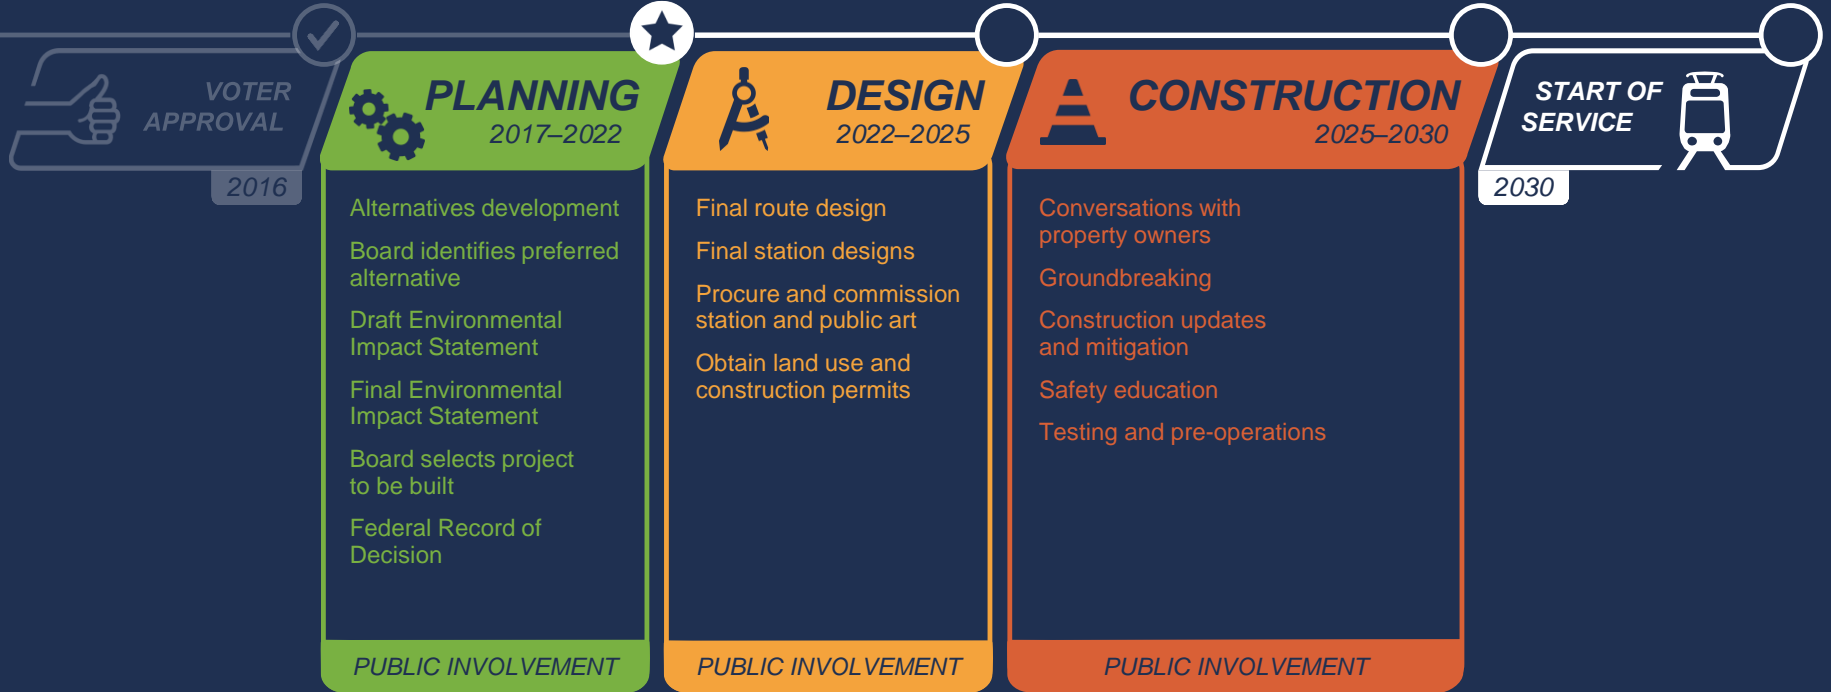 VOTER
APPROVAL
2016
PLANNING
2017–2022
Alternatives development
Board identifies preferred
alternative
Draft Environmental
Impact Statement
Final Environmental
Impact Statement
Board selects project
to be built
Federal Record of
Decision
PUBLIC INVOLVEMENT
DESIGN
2022–2025
Final route design
Final station designs
Procure and commission
station and public art
Obtain land use and
construction permits
PUBLIC INVOLVEMENT
CONSTRUCTION
2025–2030
Conversations with
property owners
Groundbreaking
Construction updates
and mitigation
Safety education
Testing and pre-operations
PUBLIC INVOLVEMENT
START OF
SERVICE
2030